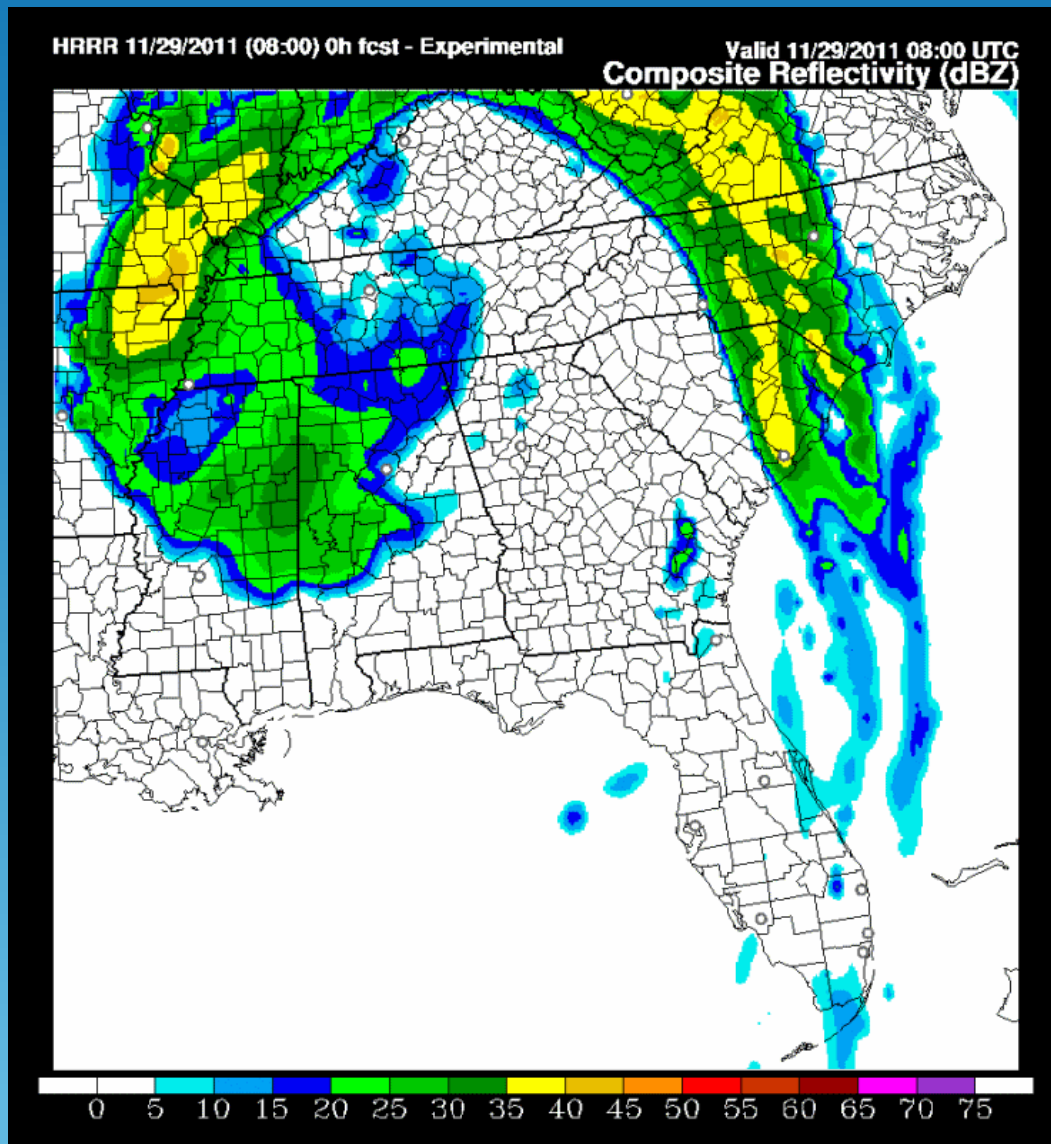 HRRR 11/29/2011 (08:00) 0h fcst - Experimental
Valid 11/29/2011 08:00 UTC
Composite Reflectivity (dBZ)
0 5 10 15 20 25 30 35 40 45 50 55 60 65 70 75